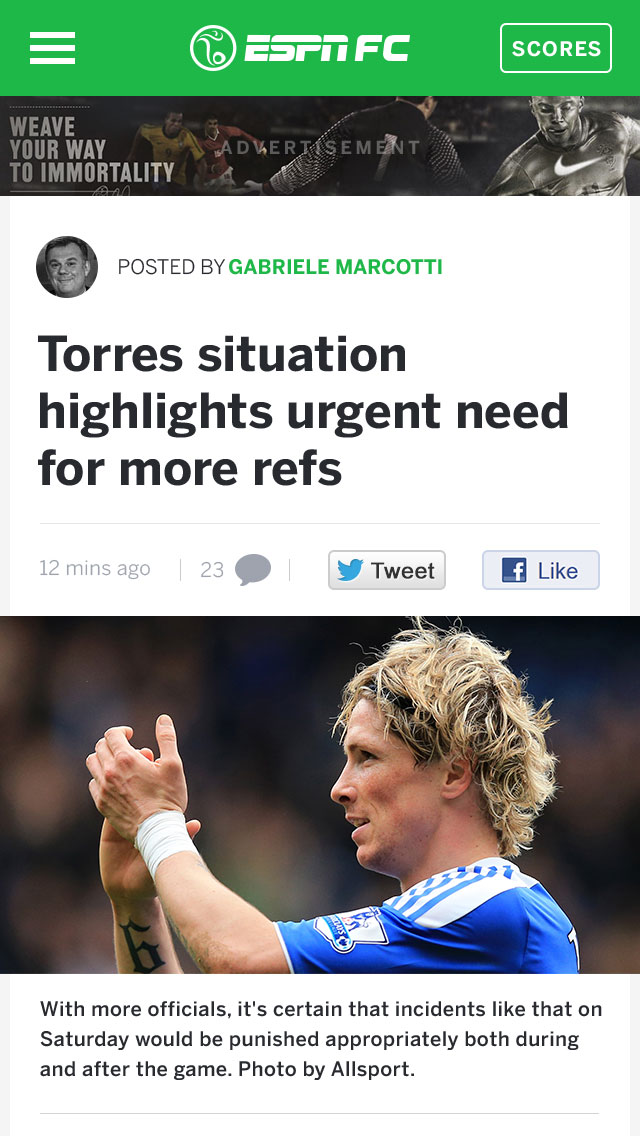 ESPN FC
SCORES
WEAVE
YOUR WAY
TO IMMORTALITY
ADVERTISEMENT
POSTED BY GABRIELE MARCOTTI
Torres situation
highlights urgent need
for more refs
12 mins ago
23
Tweet
Like
6
With more officials, it's certain that incidents like that on
Saturday would be punished appropriately both during
and after the game. Photo by Allsport.